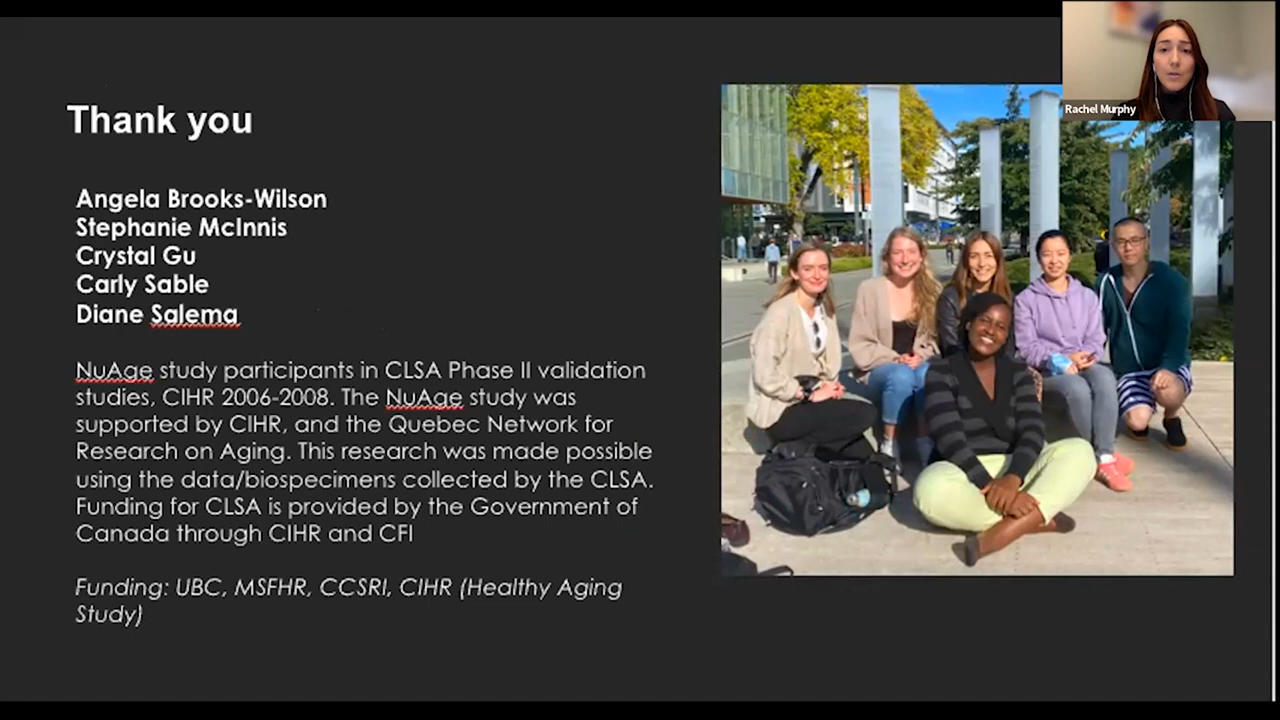 Thank you
Angela Brooks-Wilson
Stephanie McInnis
Crystal Gu
Carly Sable
Diane Salema
NuAge study participants in CLSA Phase II validation
studies, CIHR 2006-2008. The NuAge study was
supported by CIHR, and the Quebec Network for
Research on Aging. This research was made possible
using the data/biospecimens collected by the CLSA.
Funding for CLSA is provided by the Government of
Canada through CIHR and CFI
Funding: UBC, MSFHR, CCSRI, CIHR (Healthy Aging
Study)
Rachel Murphy